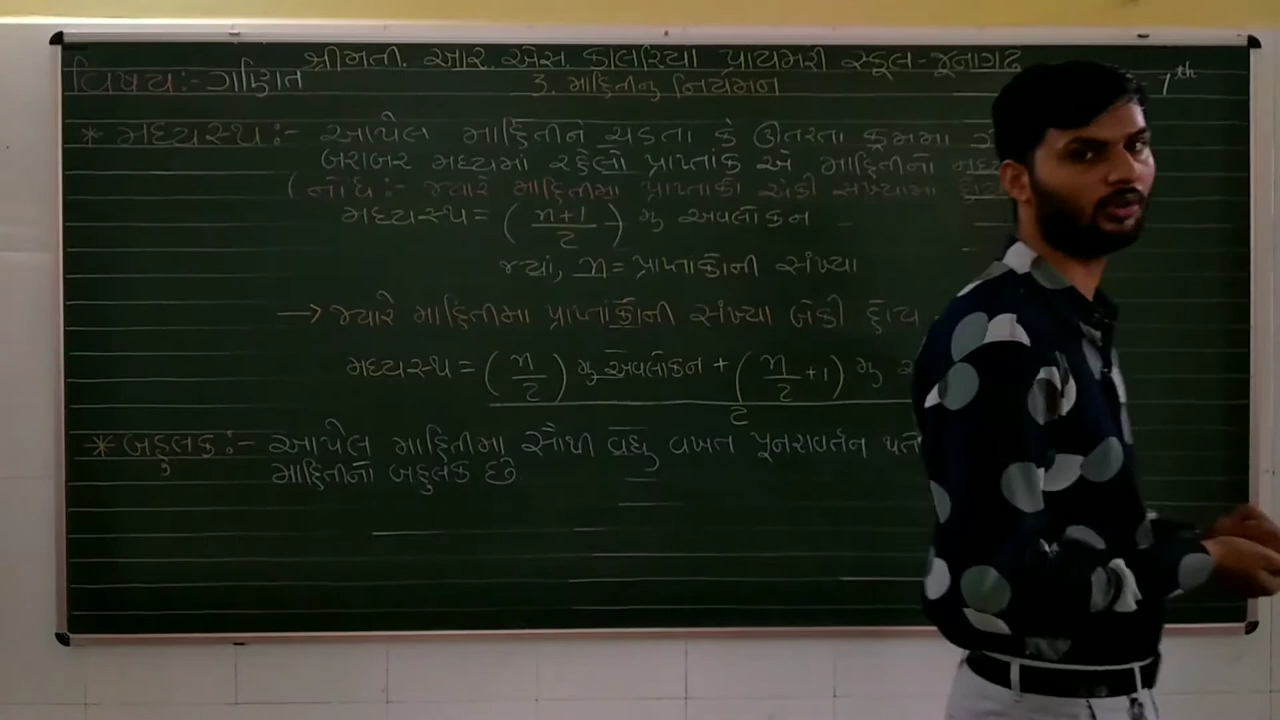 શ્રીમતી. આર. એસ. કાલરિયા પ્રાયમરી સ્કૂલ-જૂનાગઢ
વિષય:- ગણિત
3. માહિતીનુ નિયમન
7th
* મધ્યસ્થ:- આપેલ માહિતીને ચડતા કે ઊતરતા ક્રમમા
બરાબર મધ્યમાં રહેલો પ્રાપ્તાંક એ માહિતીનો
(નોંધ:- જ્યારે માહિતીમા પ્રાપ્તાંકો એકી સંખ્યામા
મધ્યસ્થ = (n+1/2) મુ અવલોકન
જ્યાં, n = પ્રાપ્તાંકોની સંખ્યા
→ જ્યારે માહિતીમા પ્રાપ્તાંકોની સંખ્યા બેકી હોય
મધ્યસ્થ = (n/2) મુ અવલોકન + (n/2 +1) મુ
2
* બહુલક:- આપેલ માહિતીમા સૌથી વધુ વખત પૂનરાવર્તન
માહિતીનો બહુલક છે